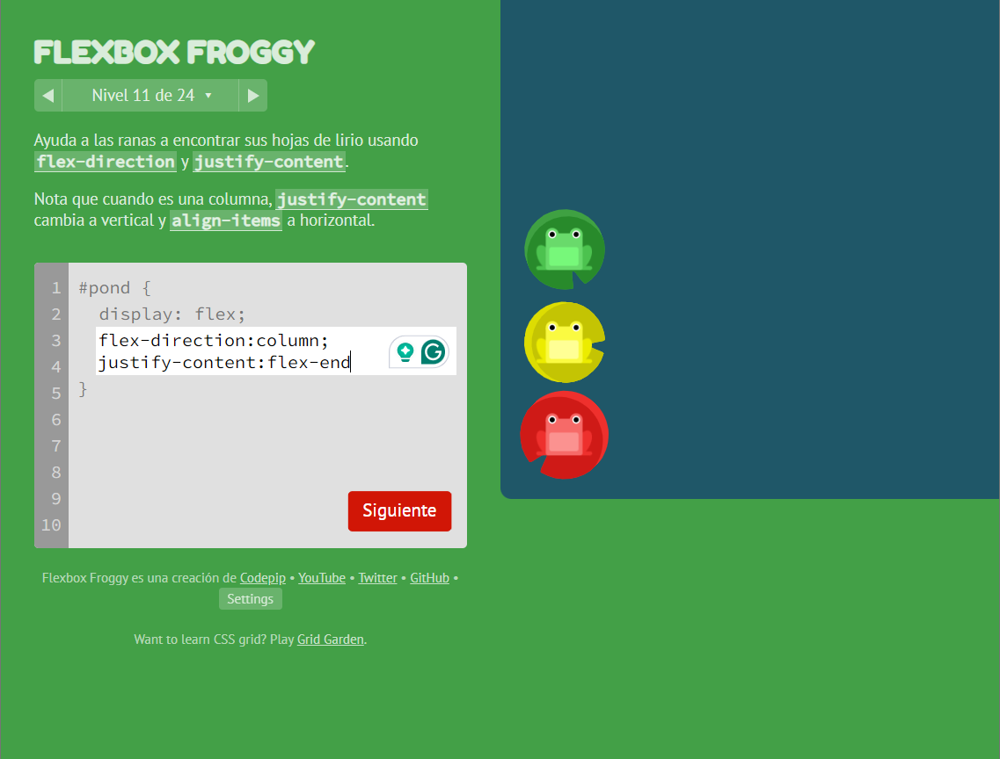 FLEXBOX FROGGY
Nivel 11 de 24
Ayuda a las ranas a encontrar sus hojas de lirio usando
flex-direction y justify-content.
Nota que cuando es una columna, justify-content
cambia a vertical y align-items a horizontal.
1 #pond {
2 display: flex;
3 flex-direction:column;
4 justify-content:flex-end
5 }
6
7
8
9
10
Siguiente
Flexbox Froggy es una creación de Codepip • YouTube • Twitter • GitHub •
Settings
Want to learn CSS grid? Play Grid Garden.